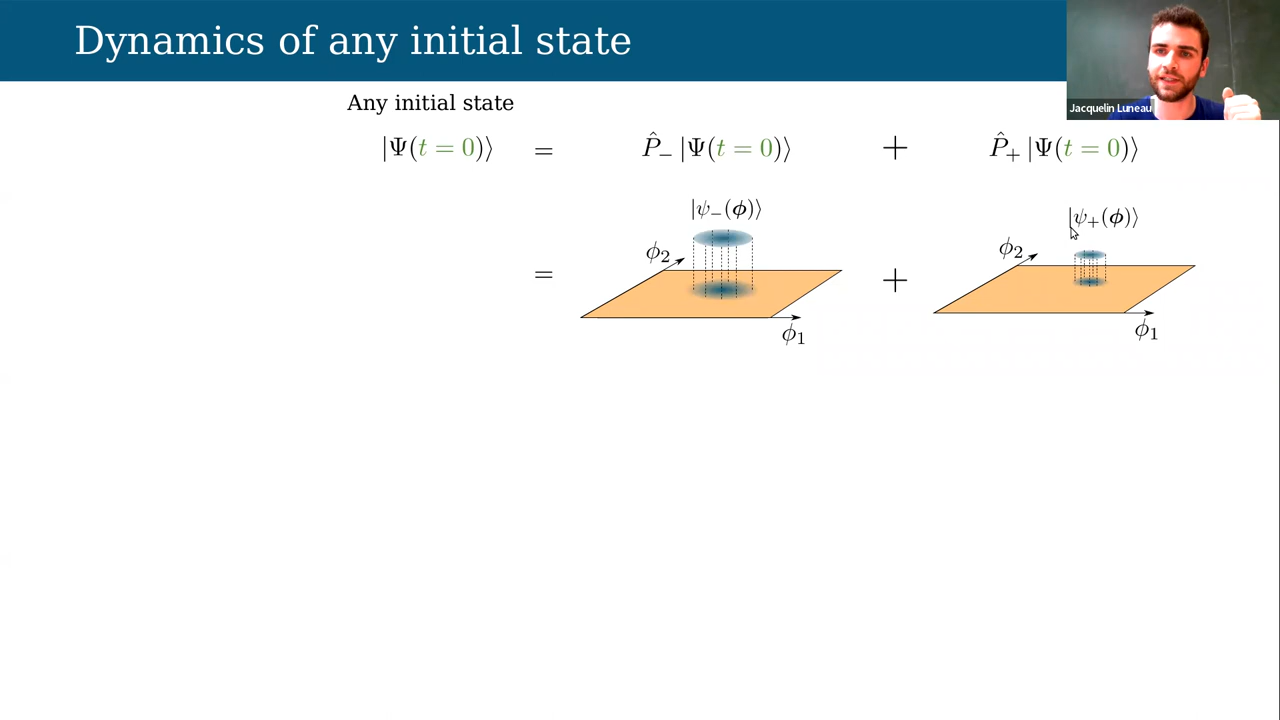 Dynamics of any initial state
Jacquelin Luneau
Any initial state
|Ψ(t = 0)⟩ = P̂₋ |Ψ(t = 0)⟩ + P̂₊ |Ψ(t = 0)⟩
|ψ₋(ϕ)⟩ |ψ₊(ϕ)⟩
ϕ₂ ϕ₂
= +
ϕ₁ ϕ₁